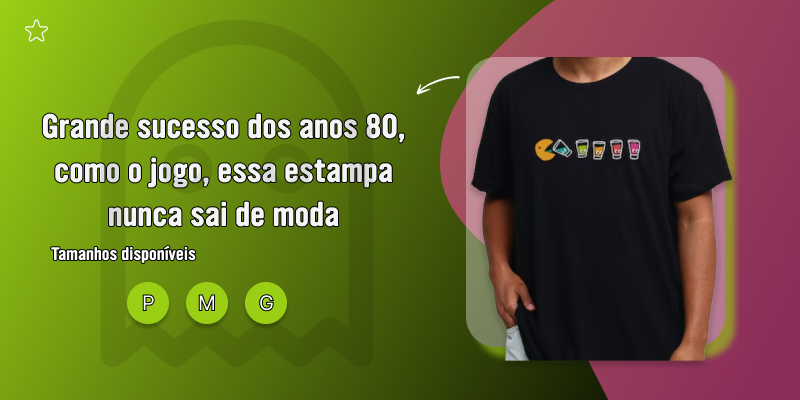 Grande sucesso dos anos 80,
como o jogo, essa estampa
nunca sai de moda
Tamanhos disponíveis
P M G